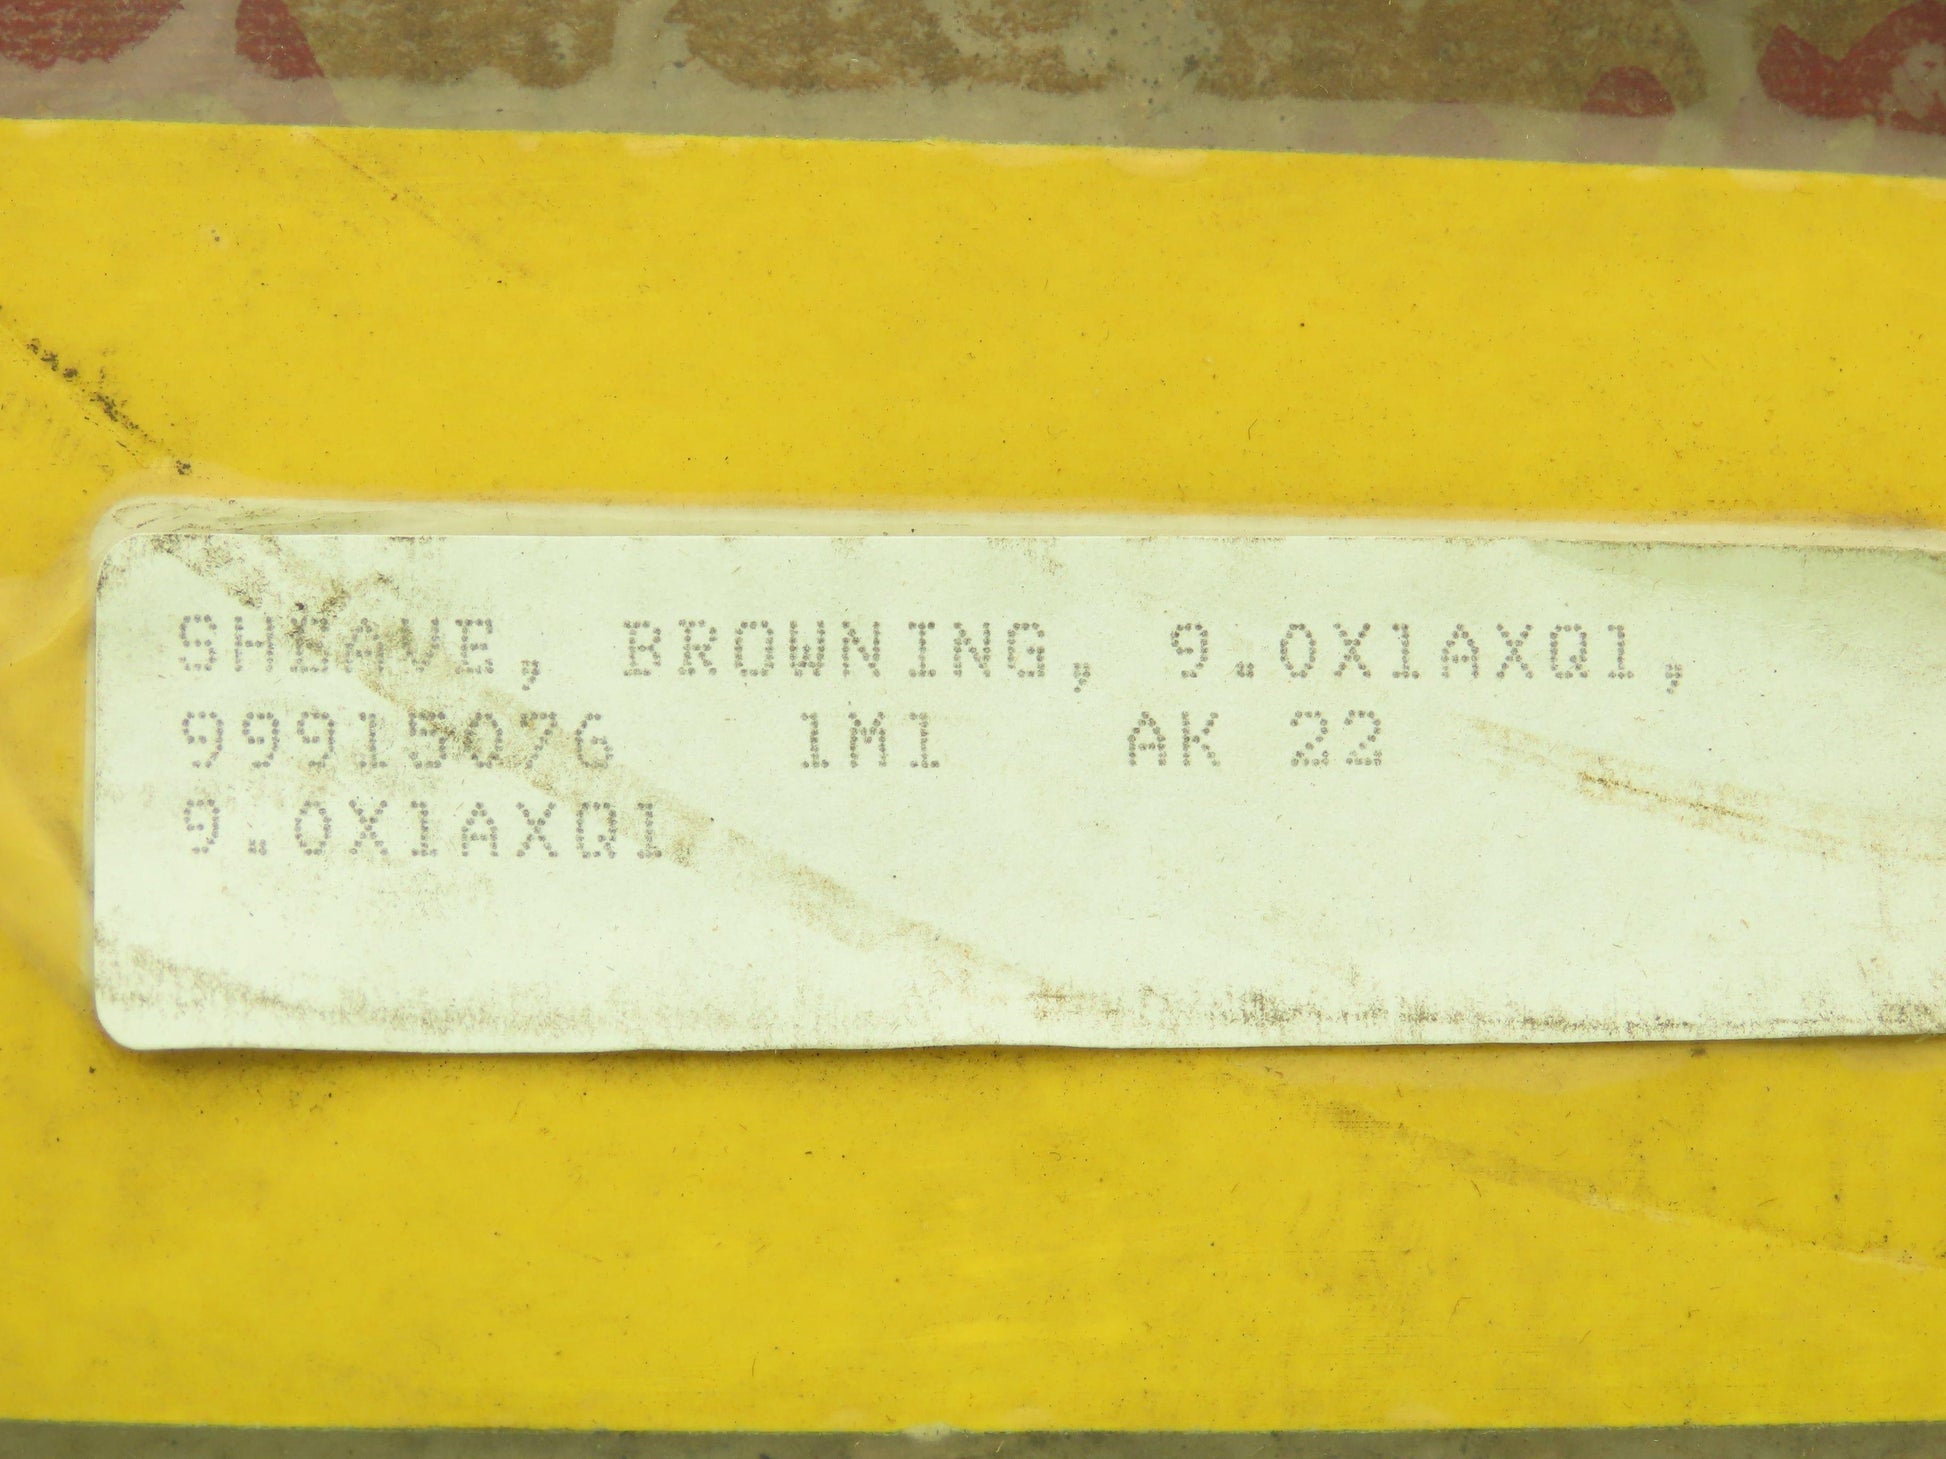 SHEAVE, BROWNING, 9.0X1AXQ1,
99915076 1M1 AK 22
9.0X1AXQ1